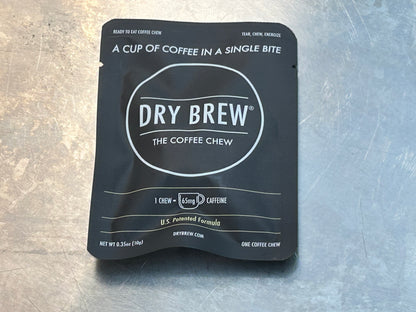 READY TO EAT COFFEE CHEW
TEAR, CHEW, ENERGIZE
A CUP OF COFFEE IN A SINGLE BITE
DRY BREW®
THE COFFEE CHEW
1 CHEW = 65mg CAFFEINE
U.S. Patented Formula
DRYBREW.COM
NET WT 0.35oz (10g)
ONE COFFEE CHEW